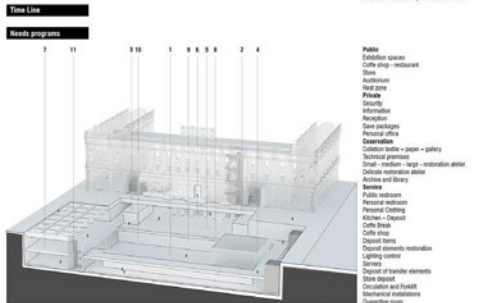 Time Line
Needs programs
7 11 3 10 1 9 6 5 8 2 4
Public
Exhibition spaces
Coffe shop – restaurant
Store
Auditorium
Rest zone
Private
Security
Information
Reception
Save packages
Personal office
Conservation
Collection textile – paper – gallery
Technical premises
Small - medium - large - restoration atelier
Delicate restoration atelier
Archive and library
Service
Public restroom
Personal restroom
Personal Clothing
Kitchen – Deposit
Coffe Break
Coffe shop
Deposit items
Deposit elements restoration
Lighting control
Servers
Deposit of transfer elements
Store deposit
Circulation and Forklift
Mechanical installations
Quarantine room